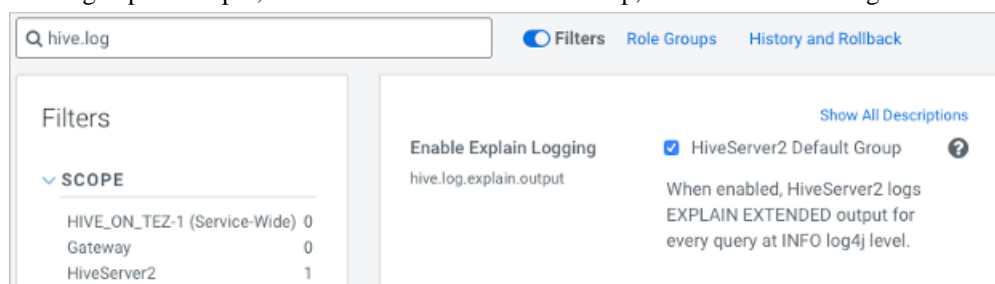 hive.log
Filters Role Groups History and Rollback
Filters
SCOPE
HIVE_ON_TEZ-1 (Service-Wide) 0
Gateway 0
HiveServer2 1
Show All Descriptions
Enable Explain Logging
hive.log.explain.output
HiveServer2 Default Group
When enabled, HiveServer2 logs
EXPLAIN EXTENDED output for
every query at INFO log4j level.